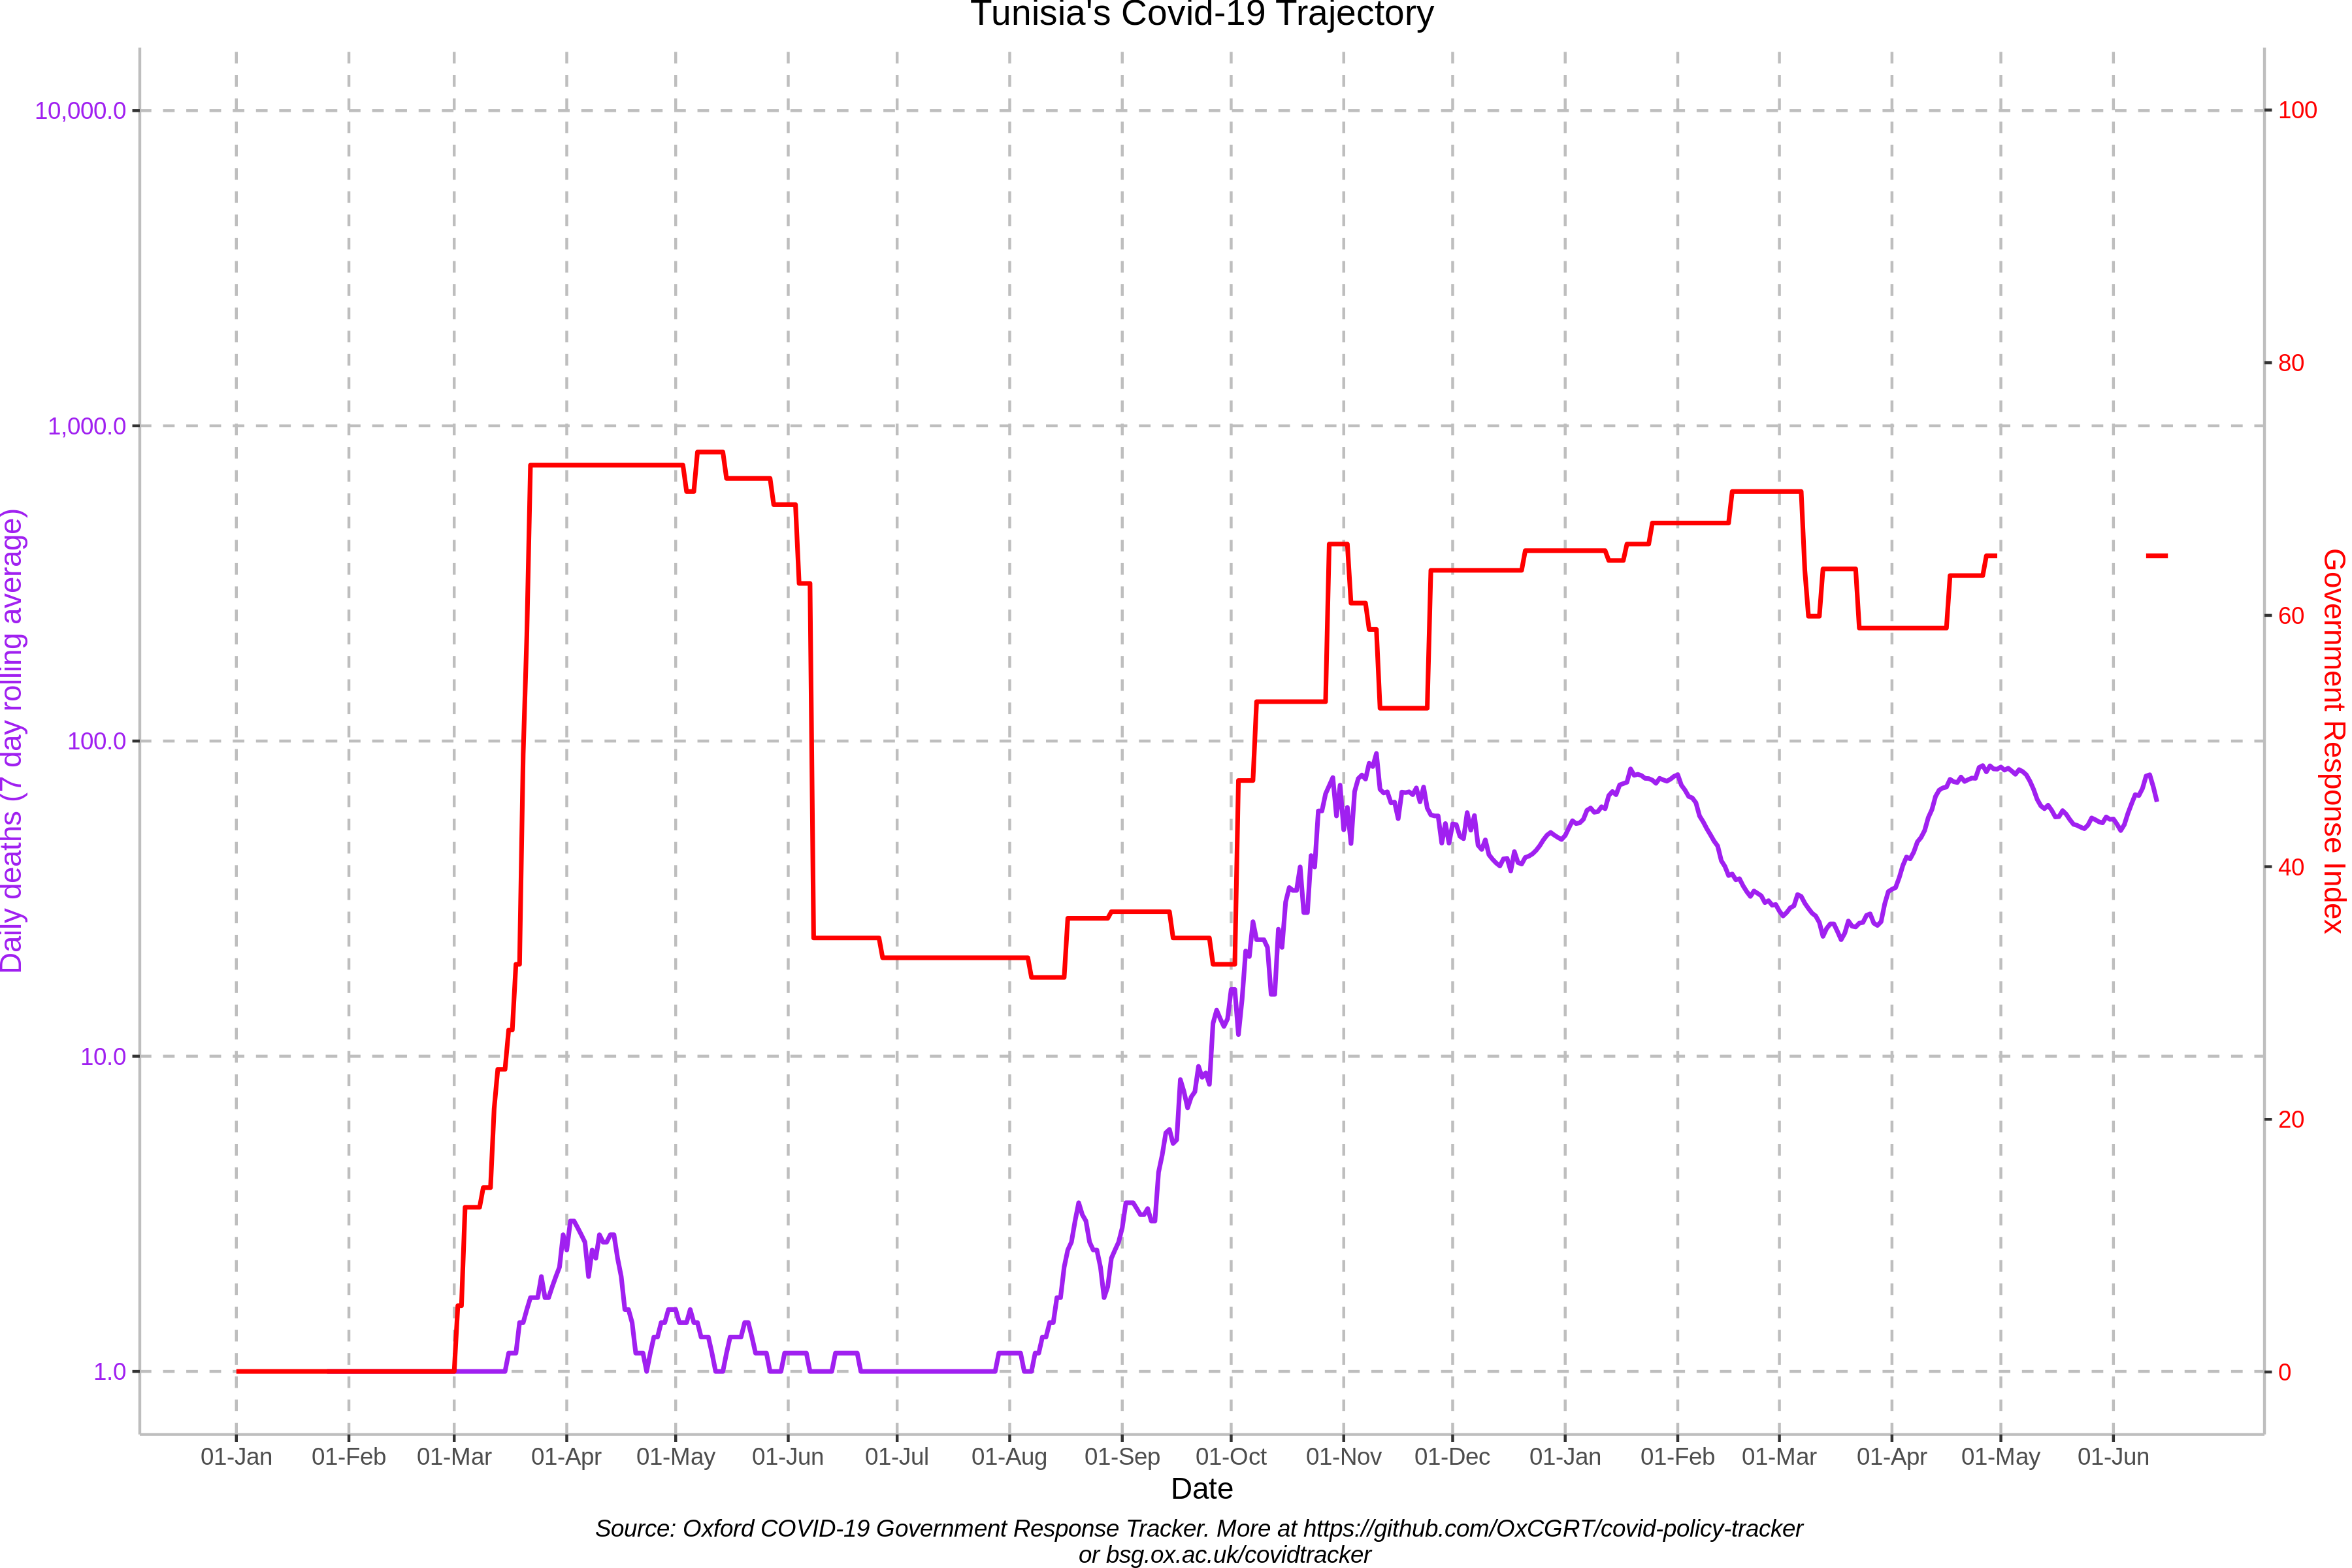 Tunisia's Covid-19 Trajectory
10,000.0
1,000.0
100.0
10.0
1.0
Daily deaths (7 day rolling average)
100
80
60
40
20
0
Government Response Index
01-Jan 01-Feb 01-Mar 01-Apr 01-May 01-Jun 01-Jul 01-Aug 01-Sep 01-Oct 01-Nov 01-Dec 01-Jan 01-Feb 01-Mar 01-Apr 01-May 01-Jun
Date
Source: Oxford COVID-19 Government Response Tracker. More at https://github.com/OxCGRT/covid-policy-tracker
or bsg.ox.ac.uk/covidtracker